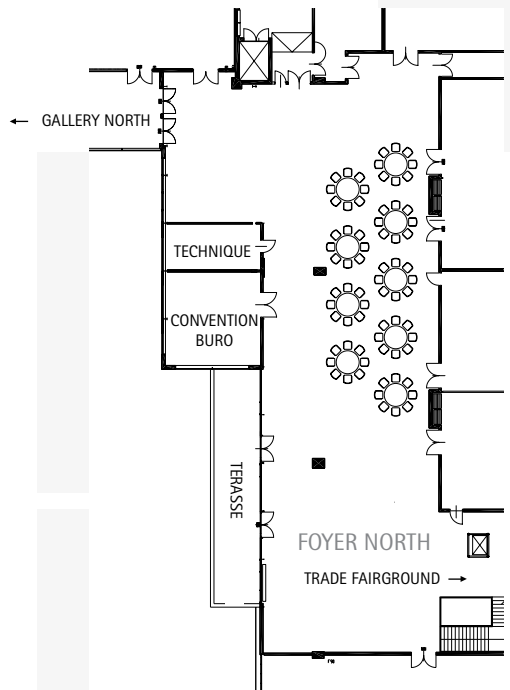 ← GALLERY NORTH
TECHNIQUE
CONVENTION
BURO
TERASSE
FOYER NORTH
TRADE FAIRGROUND →